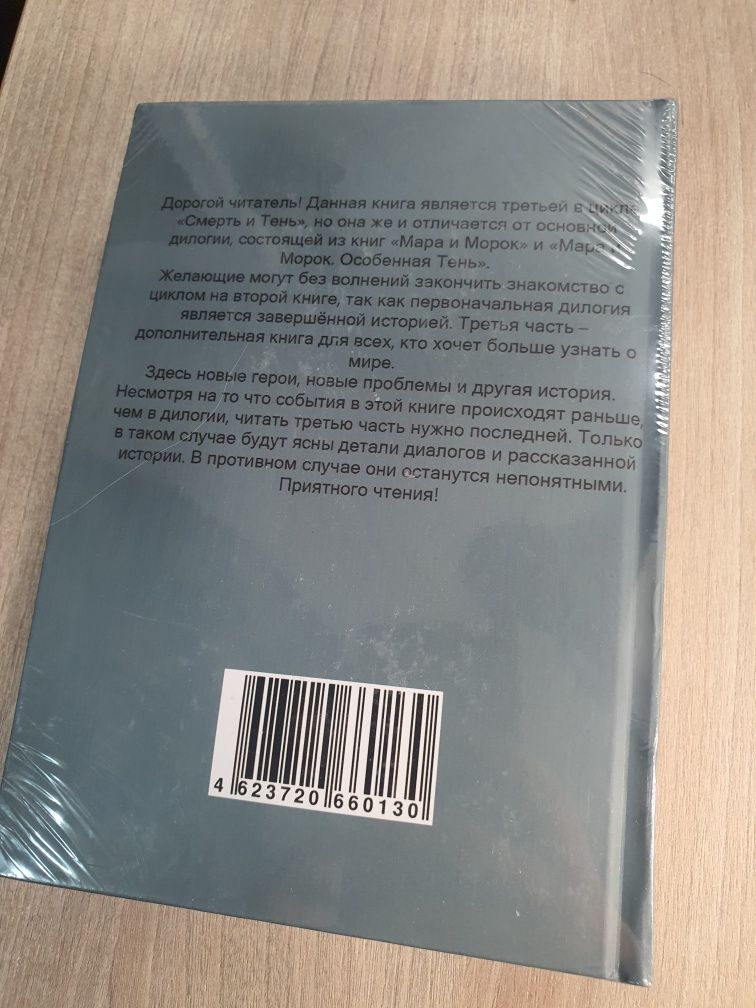 Дорогой читатель! Данная книга является третьей в цикле
«Смерть и Тень», но она же и отличается от основной
дилогии, состоящей из книг «Мара и Морок» и «Мара и
Морок. Особенная Тень».
Желающие могут без волнений закончить знакомство с
циклом на второй книге, так как первоначальная дилогия
является завершённой историей. Третья часть –
дополнительная книга для всех, кто хочет больше узнать о
мире.
Здесь новые герои, новые проблемы и другая история.
Несмотря на то что события в этой книге происходят раньше,
чем в дилогии, читать третью часть нужно последней. Только
в таком случае будут ясны детали диалогов и рассказанной
истории. В противном случае они останутся непонятными.
Приятного чтения!
4 623720 660130